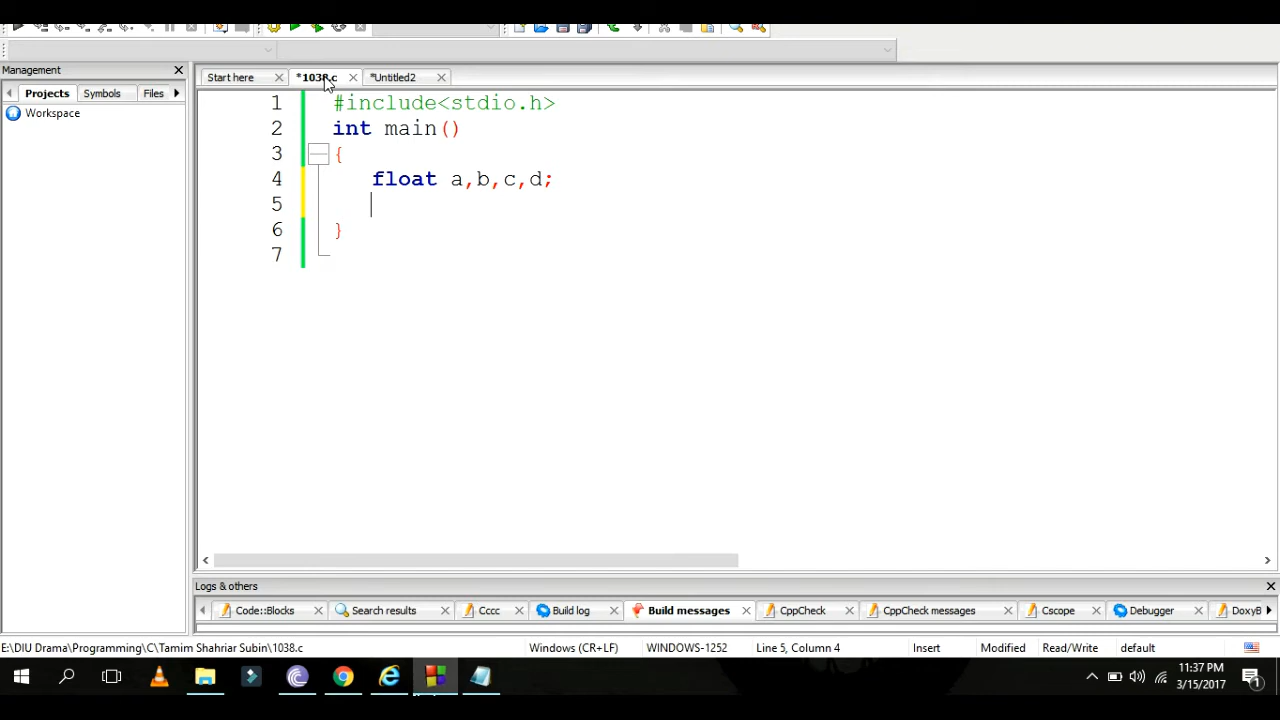 Management
Projects Symbols Files
Workspace
Start here *1038.c *Untitled2
1 #include<stdio.h>
2 int main()
3 {
4 float a,b,c,d;
5
6 }
7
Logs & others
Code::Blocks Search results Cccc Build log Build messages CppCheck CppCheck messages Cscope Debugger DoxyB
E:\DIU Drama\Programming\C\Tamim Shahriar Subin\1038.c Windows (CR+LF) WINDOWS-1252 Line 5, Column 4 Insert Modified Read/Write default
11:37 PM
3/15/2017
1